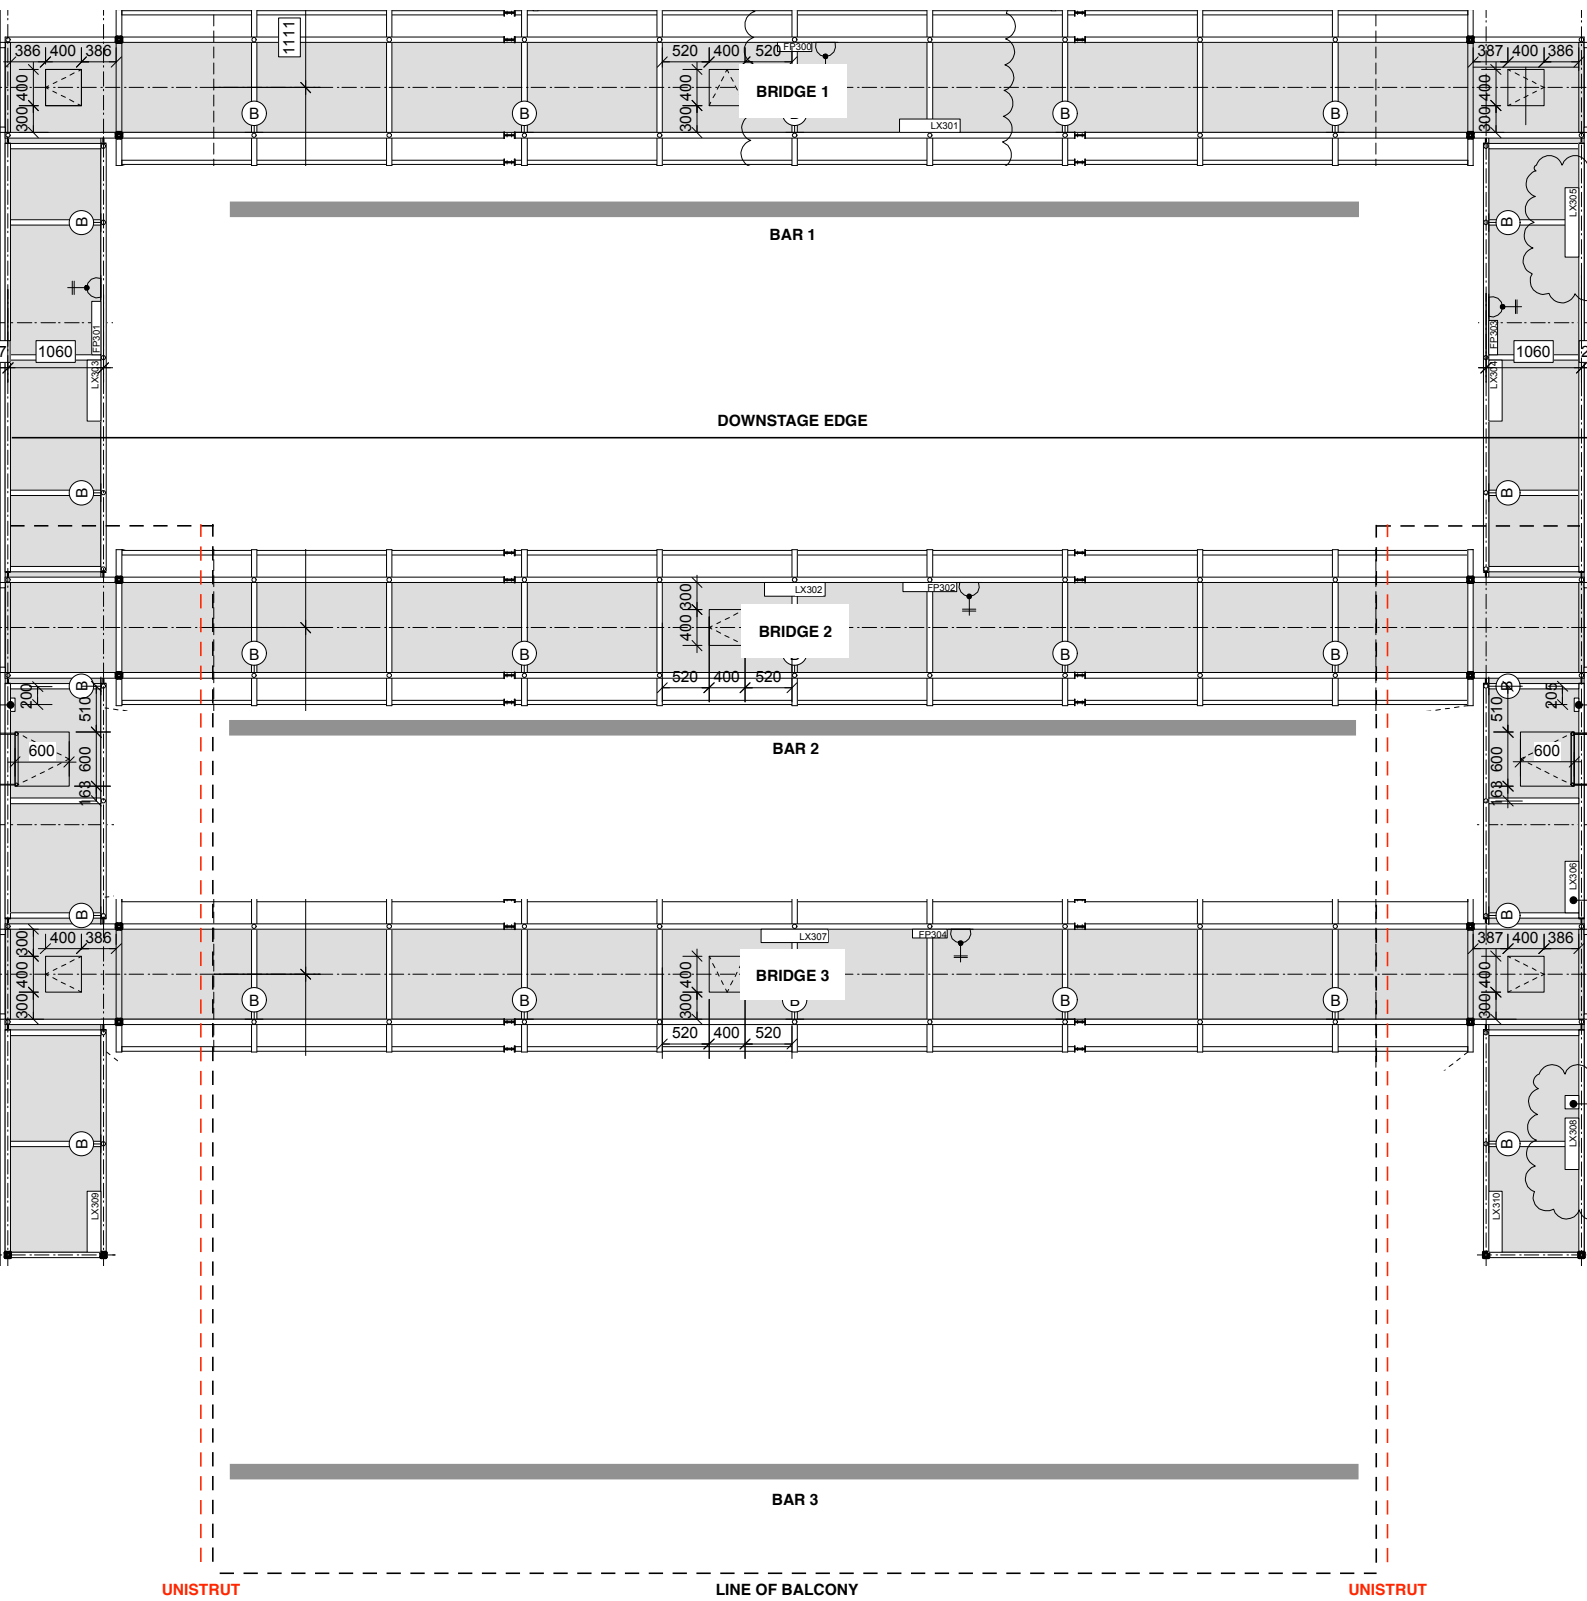 1111
386 400 386
520 400 520
FP300
387 400 386
300 400
300 400
BRIDGE 1
300 400
B B B B
LX301
BAR 1
B
B
LX305
FP301
FP303
1060
1060
LX303
LX304
DOWNSTAGE EDGE
B
B
400 300
LX302
FP302
BRIDGE 2
B B B B
520 400 520
B
B
200
510
510
205
600
600
600
600
163
163
BAR 2
LX306
B
B
400 386
387 400 386
300 400 300
LX307
FP304
300 400
BRIDGE 3
300 400
B B B B B
520 400 520
B
B
LX308
LX309
LX310
BAR 3
UNISTRUT LINE OF BALCONY UNISTRUT